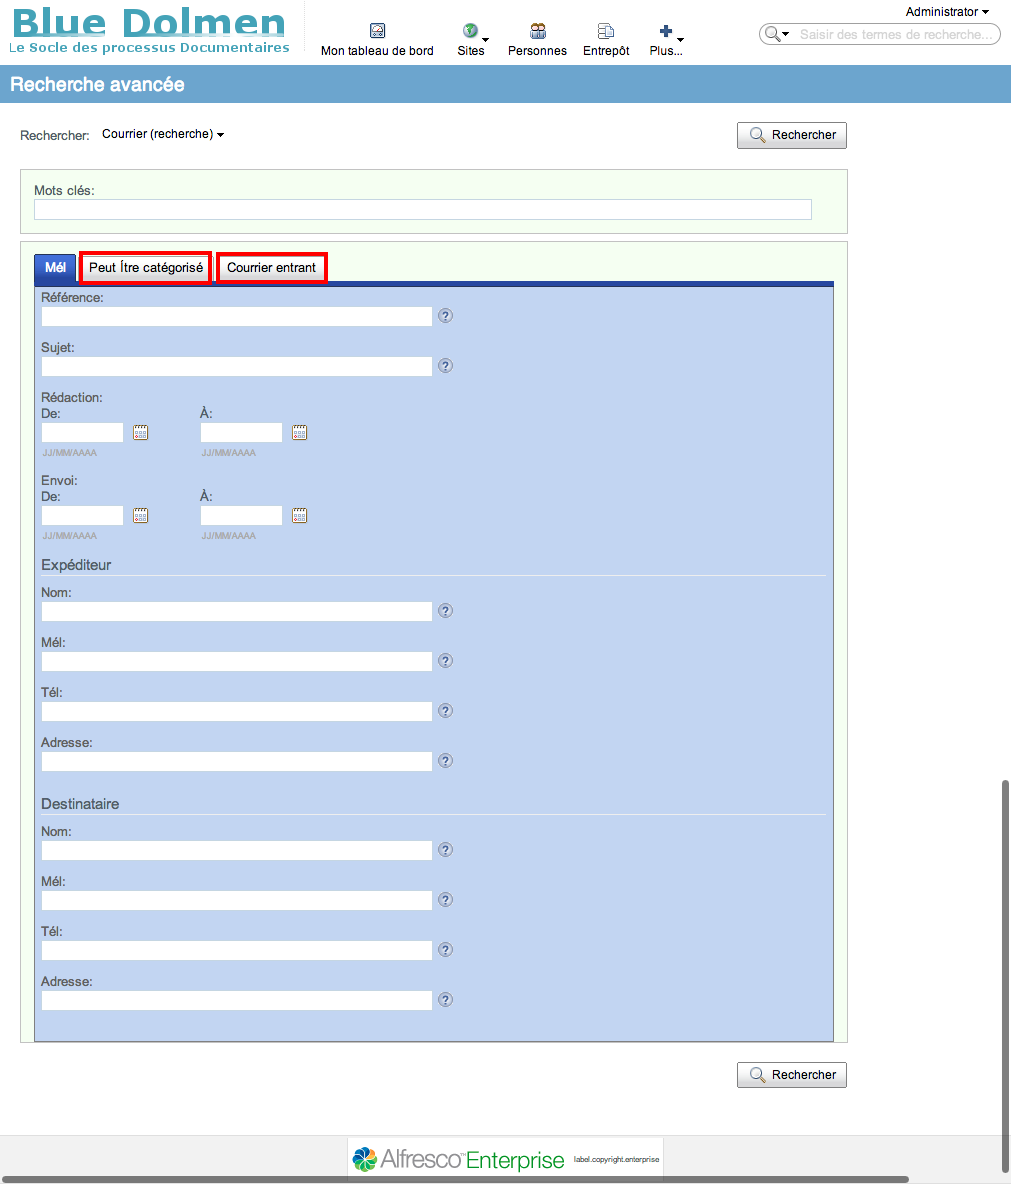 Blue Dolmen
Le Socle des processus Documentaires
Mon tableau de bord
Sites
Personnes
Entrepôt
Plus...
Administrator
Saisir des termes de recherche...
Recherche avancée
Rechercher:
Courrier (recherche)
Rechercher
Mots clés:
Mél
Peut Ítre catégorisé
Courrier entrant
Référence:
Sujet:
Rédaction:
De:
À:
JJ/MM/AAAA
JJ/MM/AAAA
Envoi:
De:
À:
JJ/MM/AAAA
JJ/MM/AAAA
Expéditeur
Nom:
Mél:
Tél:
Adresse:
Destinataire
Nom:
Mél:
Tél:
Adresse:
Rechercher
Alfresco™ Enterprise
label.copyright.enterprise